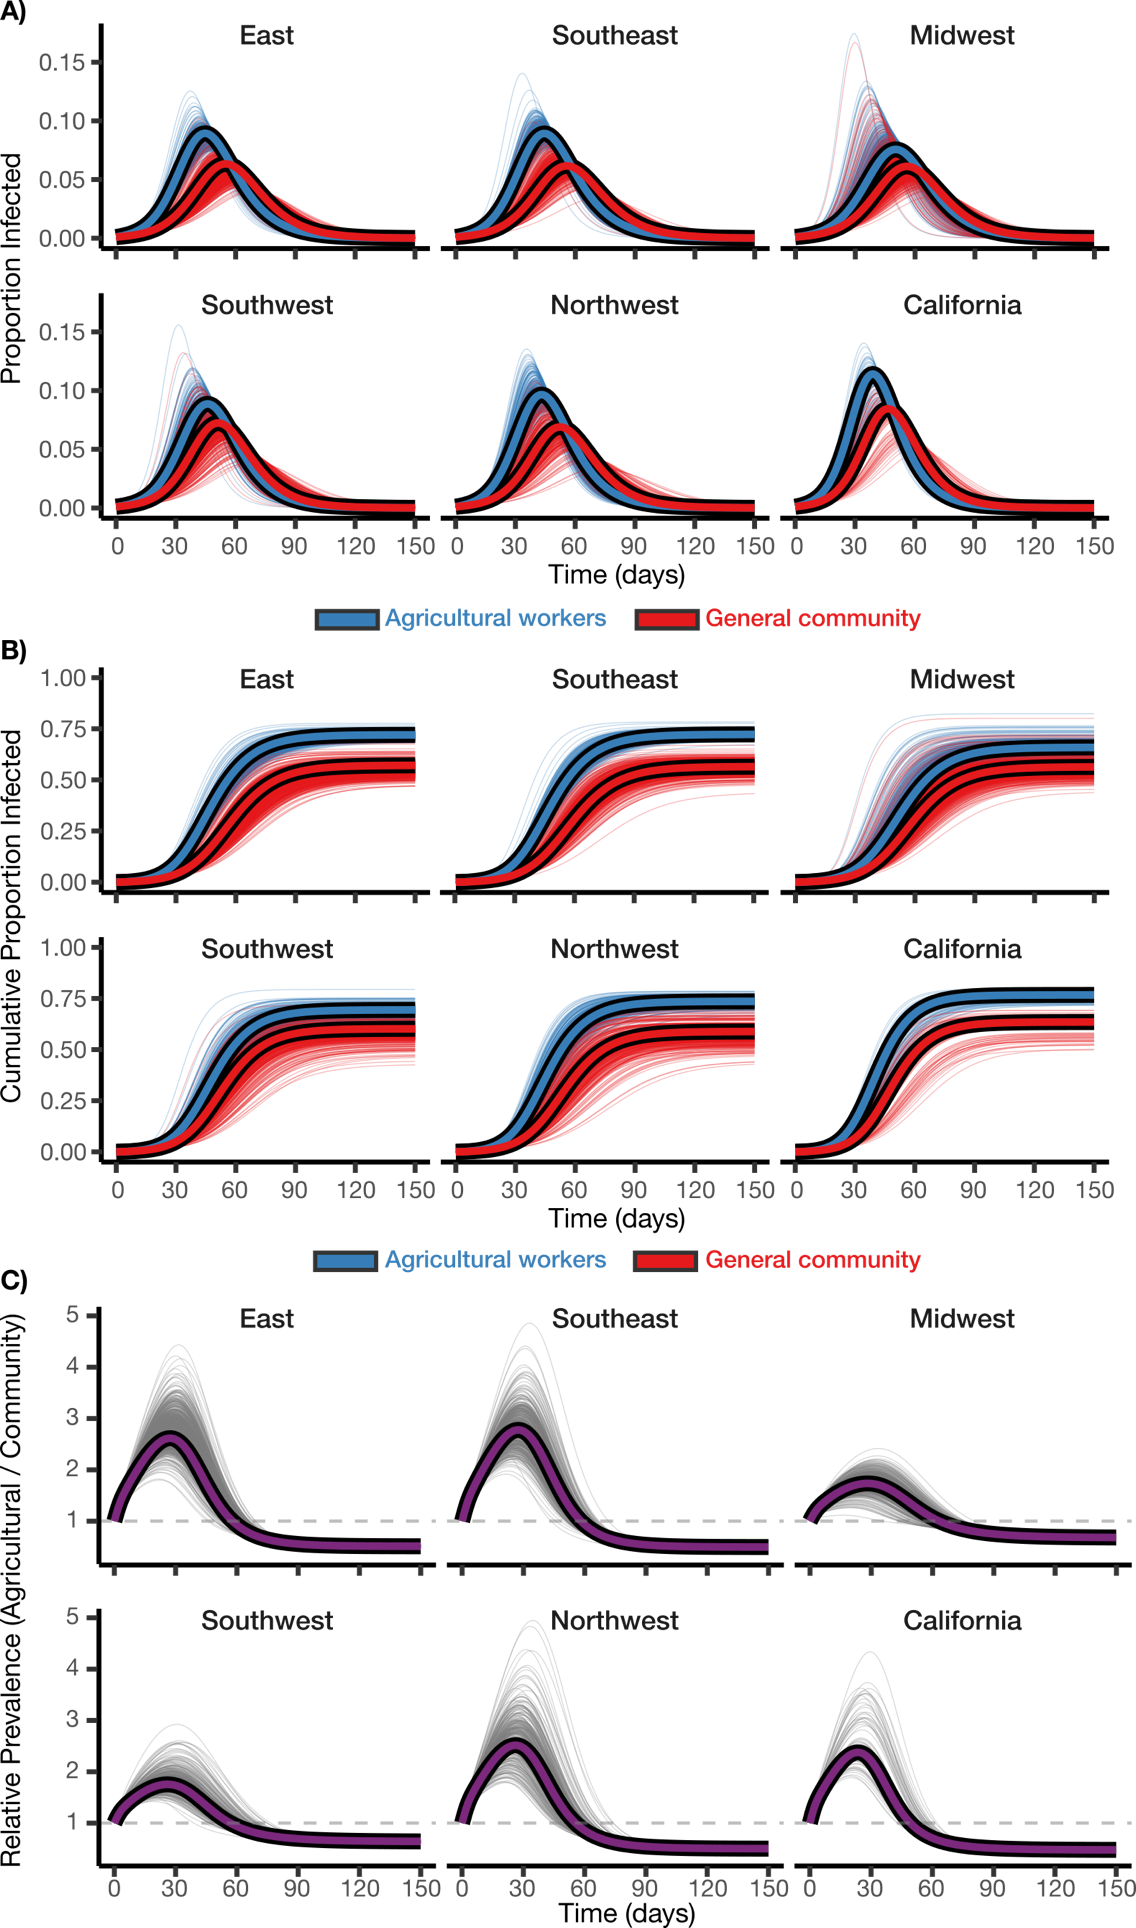 A)
East Southeast Midwest
0.15
0.10
0.05
0.00
Proportion Infected
Southwest Northwest California
0.15
0.10
0.05
0.00
0 30 60 90 120 150 0 30 60 90 120 150 0 30 60 90 120 150
Time (days)
Agricultural workers General community
B)
East Southeast Midwest
1.00
0.75
0.50
0.25
0.00
Cumulative Proportion Infected
Southwest Northwest California
1.00
0.75
0.50
0.25
0.00
0 30 60 90 120 150 0 30 60 90 120 150 0 30 60 90 120 150
Time (days)
Agricultural workers General community
C)
East Southeast Midwest
5
4
3
2
1
Relative Prevalence (Agricultural / Community)
Southwest Northwest California
5
4
3
2
1
0 30 60 90 120 150 0 30 60 90 120 150 0 30 60 90 120 150
Time (days)